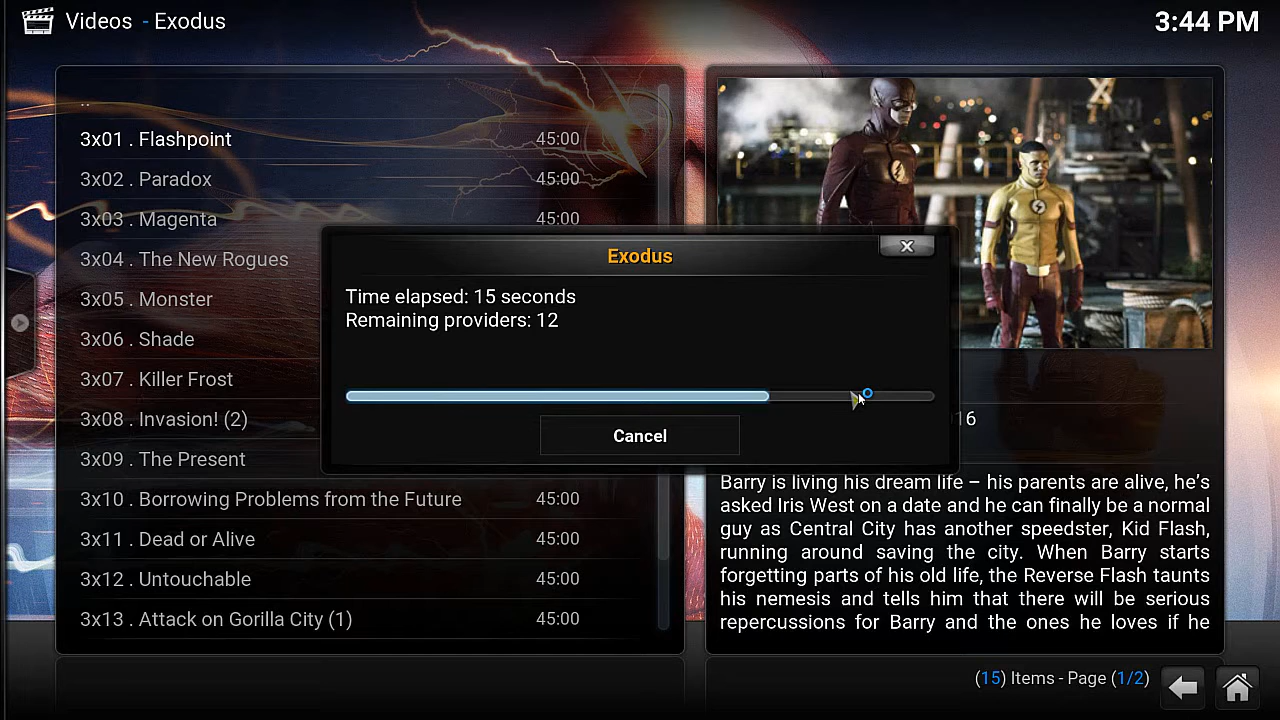 Videos - Exodus
3:44 PM
..
3x01 . Flashpoint 45:00
3x02 . Paradox 45:00
3x03 . Magenta 45:00
3x04 . The New Rogues
3x05 . Monster
3x06 . Shade
3x07 . Killer Frost
3x08 . Invasion! (2)
3x09 . The Present
3x10 . Borrowing Problems from the Future 45:00
3x11 . Dead or Alive 45:00
3x12 . Untouchable 45:00
3x13 . Attack on Gorilla City (1) 45:00
Exodus
Time elapsed: 15 seconds
Remaining providers: 12
Cancel
16
Barry is living his dream life – his parents are alive, he's
asked Iris West on a date and he can finally be a normal
guy as Central City has another speedster, Kid Flash,
running around saving the city. When Barry starts
forgetting parts of his old life, the Reverse Flash taunts
his nemesis and tells him that there will be serious
repercussions for Barry and the ones he loves if he
(15) Items - Page (1/2)